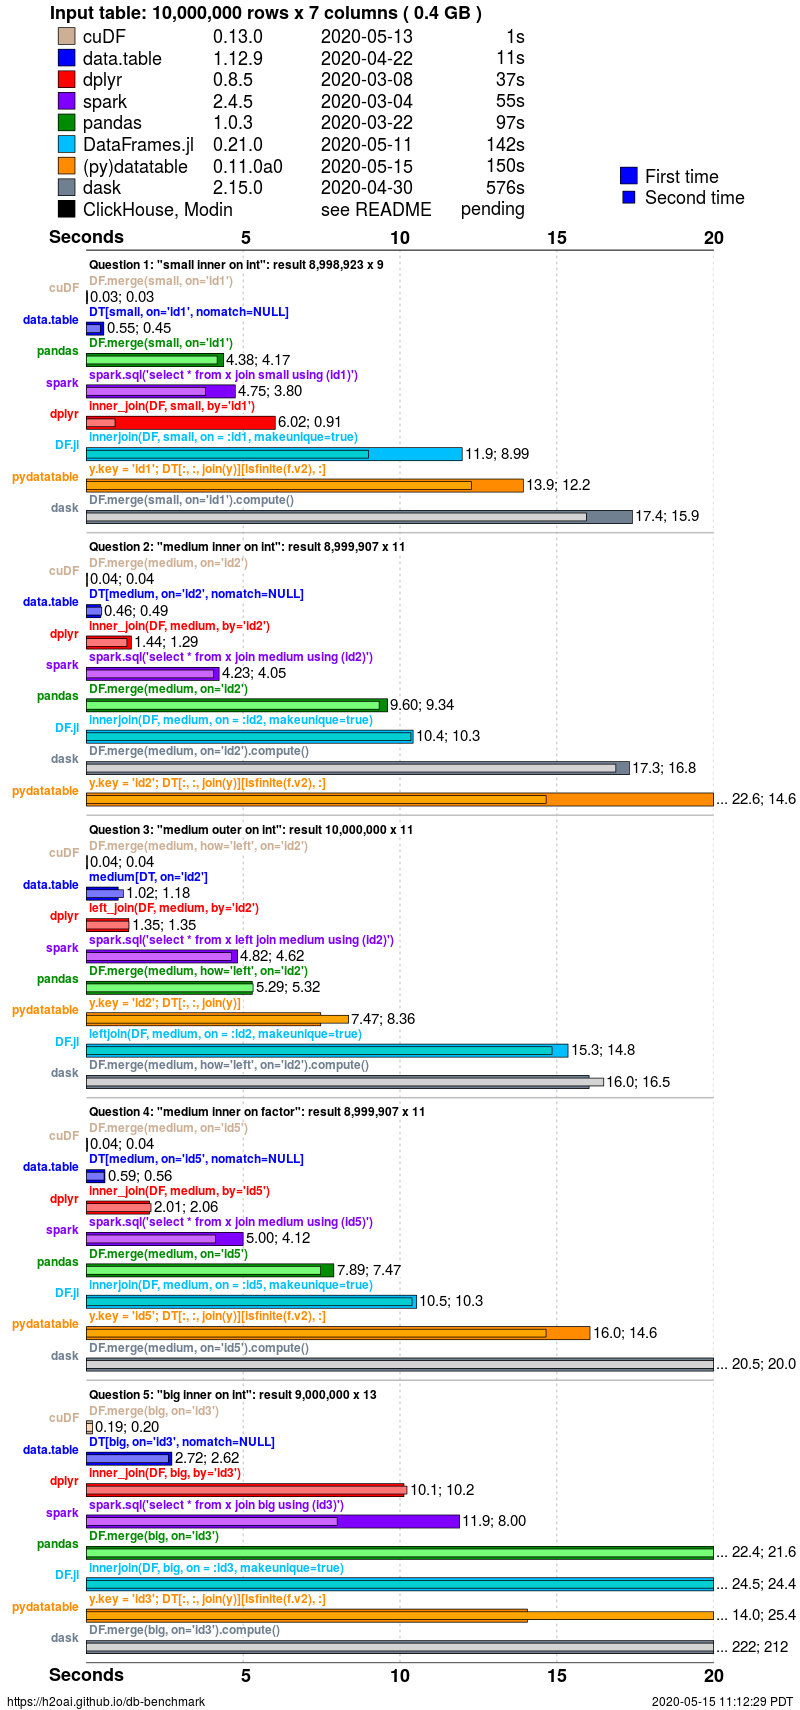 Input table: 10,000,000 rows x 7 columns ( 0.4 GB )
cuDF 0.13.0 2020-05-13 1s
data.table 1.12.9 2020-04-22 11s
dplyr 0.8.5 2020-03-08 37s
spark 2.4.5 2020-03-04 55s
pandas 1.0.3 2020-03-22 97s
DataFrames.jl 0.21.0 2020-05-11 142s
(py)datatable 0.11.0a0 2020-05-15 150s
dask 2.15.0 2020-04-30 576s
ClickHouse, Modin see README pending
First time
Second time
Seconds 5 10 15 20
Question 1: "small inner on int": result 8,998,923 x 9
DF.merge(small, on='id1')
cuDF 0.03; 0.03
DT[small, on='id1', nomatch=NULL]
data.table 0.55; 0.45
DF.merge(small, on='id1')
pandas 4.38; 4.17
spark.sql('select * from x join small using (id1)')
spark 4.75; 3.80
inner_join(DF, small, by='id1')
dplyr 6.02; 0.91
innerjoin(DF, small, on = :id1, makeunique=true)
DF.jl 11.9; 8.99
y.key = 'id1'; DT[:, :, join(y)][isfinite(f.v2), :]
pydatatable 13.9; 12.2
DF.merge(small, on='id1').compute()
dask 17.4; 15.9
Question 2: "medium inner on int": result 8,999,907 x 11
DF.merge(medium, on='id2')
cuDF 0.04; 0.04
DT[medium, on='id2', nomatch=NULL]
data.table 0.46; 0.49
inner_join(DF, medium, by='id2')
dplyr 1.44; 1.29
spark.sql('select * from x join medium using (id2)')
spark 4.23; 4.05
DF.merge(medium, on='id2')
pandas 9.60; 9.34
innerjoin(DF, medium, on = :id2, makeunique=true)
DF.jl 10.4; 10.3
DF.merge(medium, on='id2').compute()
dask 17.3; 16.8
y.key = 'id2'; DT[:, :, join(y)][isfinite(f.v2), :]
pydatatable ... 22.6; 14.6
Question 3: "medium outer on int": result 10,000,000 x 11
DF.merge(medium, how='left', on='id2')
cuDF 0.04; 0.04
medium[DT, on='id2']
data.table 1.02; 1.18
left_join(DF, medium, by='id2')
dplyr 1.35; 1.35
spark.sql('select * from x left join medium using (id2)')
spark 4.82; 4.62
DF.merge(medium, how='left', on='id2')
pandas 5.29; 5.32
y.key = 'id2'; DT[:, :, join(y)]
pydatatable 7.47; 8.36
leftjoin(DF, medium, on = :id2, makeunique=true)
DF.jl 15.3; 14.8
DF.merge(medium, how='left', on='id2').compute()
dask 16.0; 16.5
Question 4: "medium inner on factor": result 8,999,907 x 11
DF.merge(medium, on='id5')
cuDF 0.04; 0.04
DT[medium, on='id5', nomatch=NULL]
data.table 0.59; 0.56
inner_join(DF, medium, by='id5')
dplyr 2.01; 2.06
spark.sql('select * from x join medium using (id5)')
spark 5.00; 4.12
DF.merge(medium, on='id5')
pandas 7.89; 7.47
innerjoin(DF, medium, on = :id5, makeunique=true)
DF.jl 10.5; 10.3
y.key = 'id5'; DT[:, :, join(y)][isfinite(f.v2), :]
pydatatable 16.0; 14.6
DF.merge(medium, on='id5').compute()
dask ... 20.5; 20.0
Question 5: "big inner on int": result 9,000,000 x 13
DF.merge(big, on='id3')
cuDF 0.19; 0.20
DT[big, on='id3', nomatch=NULL]
data.table 2.72; 2.62
inner_join(DF, big, by='id3')
dplyr 10.1; 10.2
spark.sql('select * from x join big using (id3)')
spark 11.9; 8.00
DF.merge(big, on='id3')
pandas ... 22.4; 21.6
innerjoin(DF, big, on = :id3, makeunique=true)
DF.jl ... 24.5; 24.4
y.key = 'id3'; DT[:, :, join(y)][isfinite(f.v2), :]
pydatatable ... 14.0; 25.4
DF.merge(big, on='id3').compute()
dask ... 222; 212
Seconds 5 10 15 20
https://h2oai.github.io/db-benchmark 2020-05-15 11:12:29 PDT